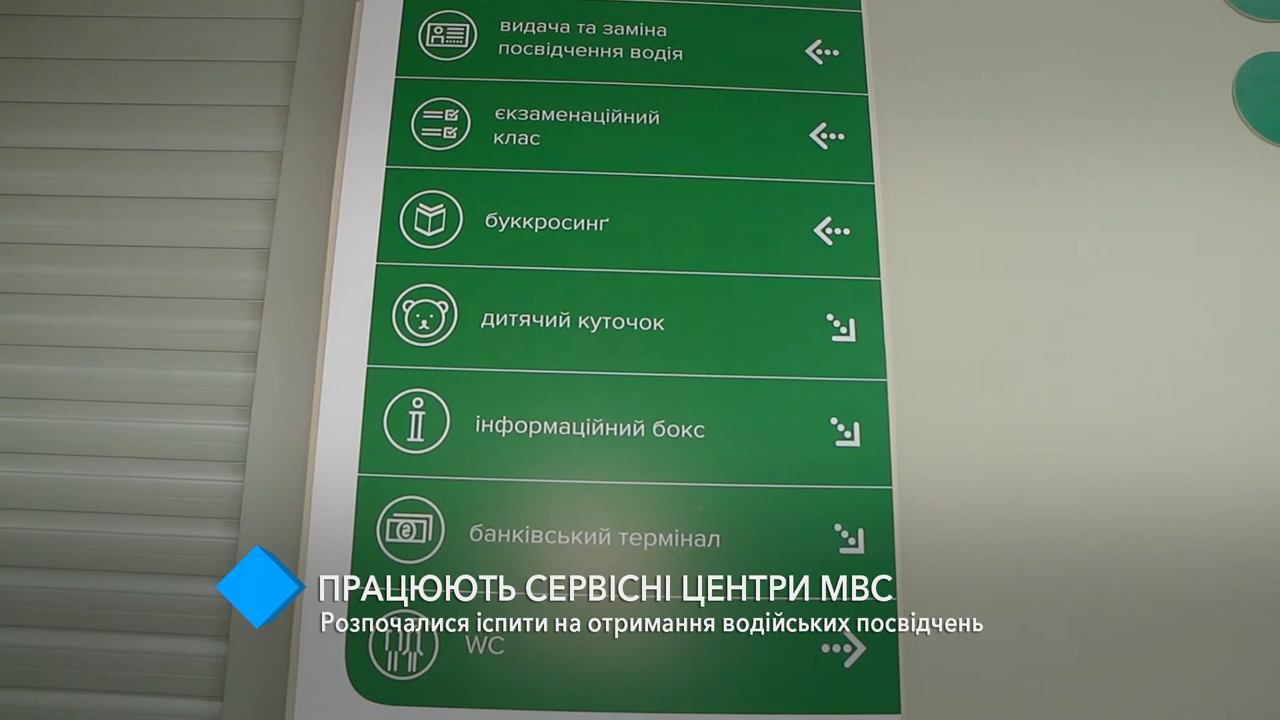 видача та заміна
посвідчення водія
єкзаменаційний
клас
буккросинґ
дитячий куточок
інформаційний бокс
банківський термінал
ПРАЦЮЮТЬ СЕРВІСНІ ЦЕНТРИ МВС
Розпочалися іспити на отримання водійських посвідчень
WC